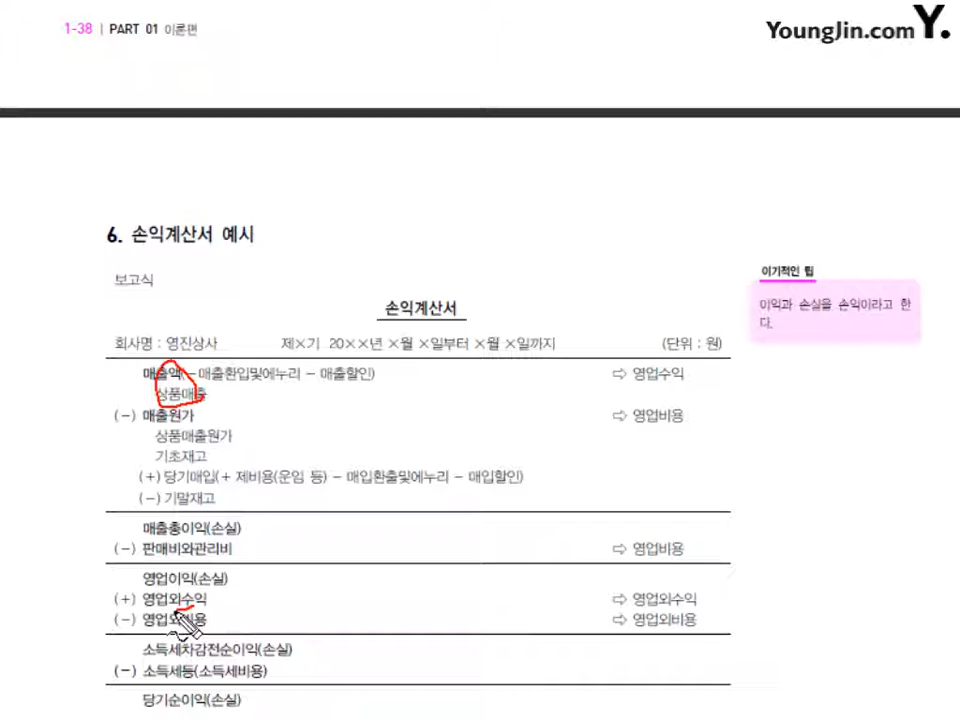 1-38 | PART 01 이론편
YoungJin.com Y.
6. 손익계산서 예시
보고식
손익계산서
회사명 : 영진상사 제×기 20××년 ×월 ×일부터 ×월 ×일까지 (단위 : 원)
매출액(－매출환입및에누리 － 매출할인) ⇨ 영업수익
상품매출
(－) 매출원가 ⇨ 영업비용
상품매출원가
기초재고
(+) 당기매입(+ 제비용(운임 등) － 매입환출및에누리 － 매입할인)
(－) 기말재고
매출총이익(손실)
(－) 판매비와관리비 ⇨ 영업비용
영업이익(손실)
(+) 영업외수익 ⇨ 영업외수익
(－) 영업외비용 ⇨ 영업외비용
소득세차감전순이익(손실)
(－) 소득세등(소득세비용)
당기순이익(손실)
이기적인 팁
이익과 손실을 손익이라고 한
다.